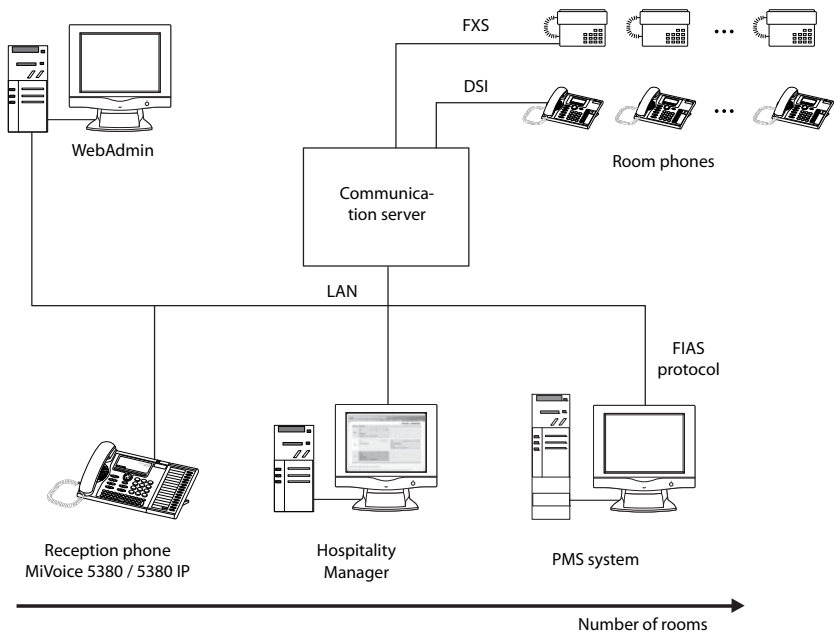 FXS
DSI
WebAdmin
Room phones
Communica-
tion server
LAN
FIAS
protocol
Reception phone
MiVoice 5380 / 5380 IP
Hospitality
Manager
PMS system
Number of rooms